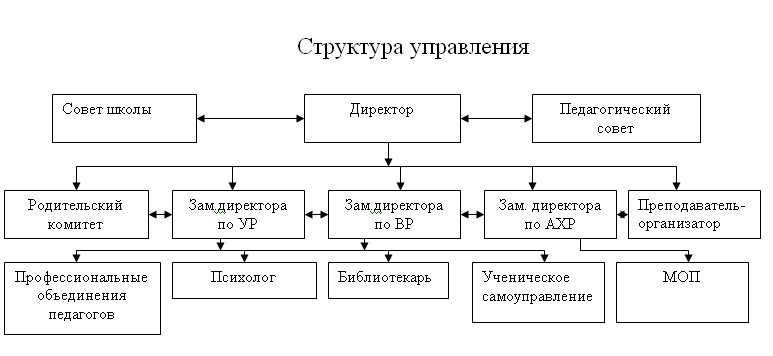 Структура управления
Совет школы
Директор
Педагогический
совет
Родительский
комитет
Зам.директора
по УР
Зам.директора
по ВР
Зам. директора
по АХР
Преподаватель-
организатор
Профессиональные
объединения
педагогов
Психолог
Библиотекарь
Ученическое
самоуправление
МОП